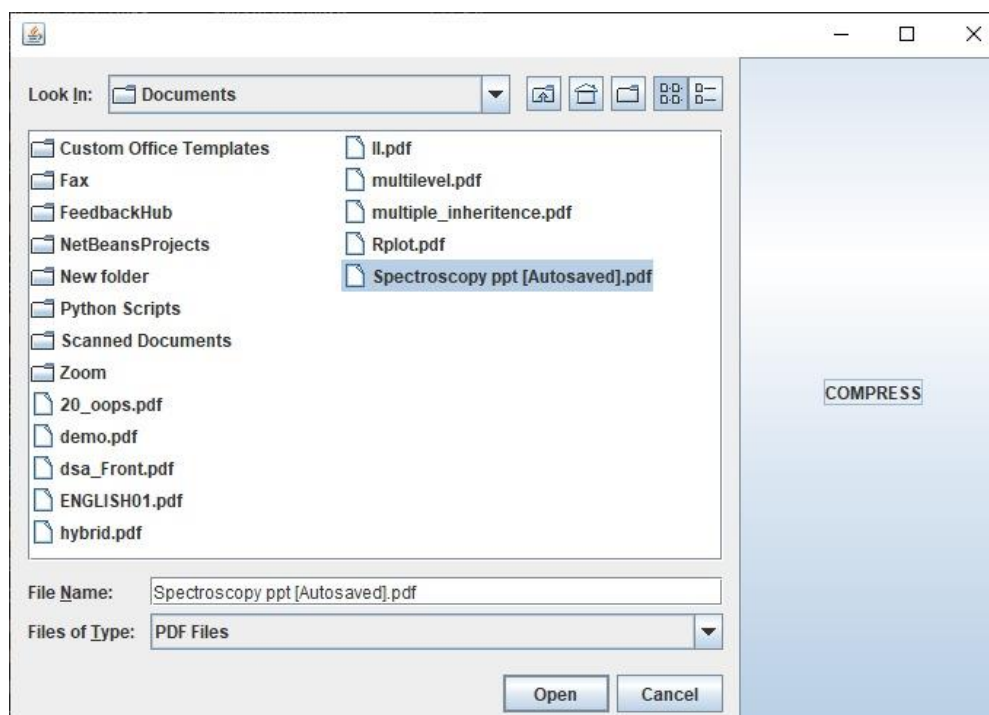 Look In: Documents
Custom Office Templates
Fax
FeedbackHub
NetBeansProjects
New folder
Python Scripts
Scanned Documents
Zoom
20_oops.pdf
demo.pdf
dsa_Front.pdf
ENGLISH01.pdf
hybrid.pdf
ll.pdf
multilevel.pdf
multiple_inheritence.pdf
Rplot.pdf
Spectroscopy ppt [Autosaved].pdf
File Name: Spectroscopy ppt [Autosaved].pdf
Files of Type: PDF Files
Open Cancel
COMPRESS